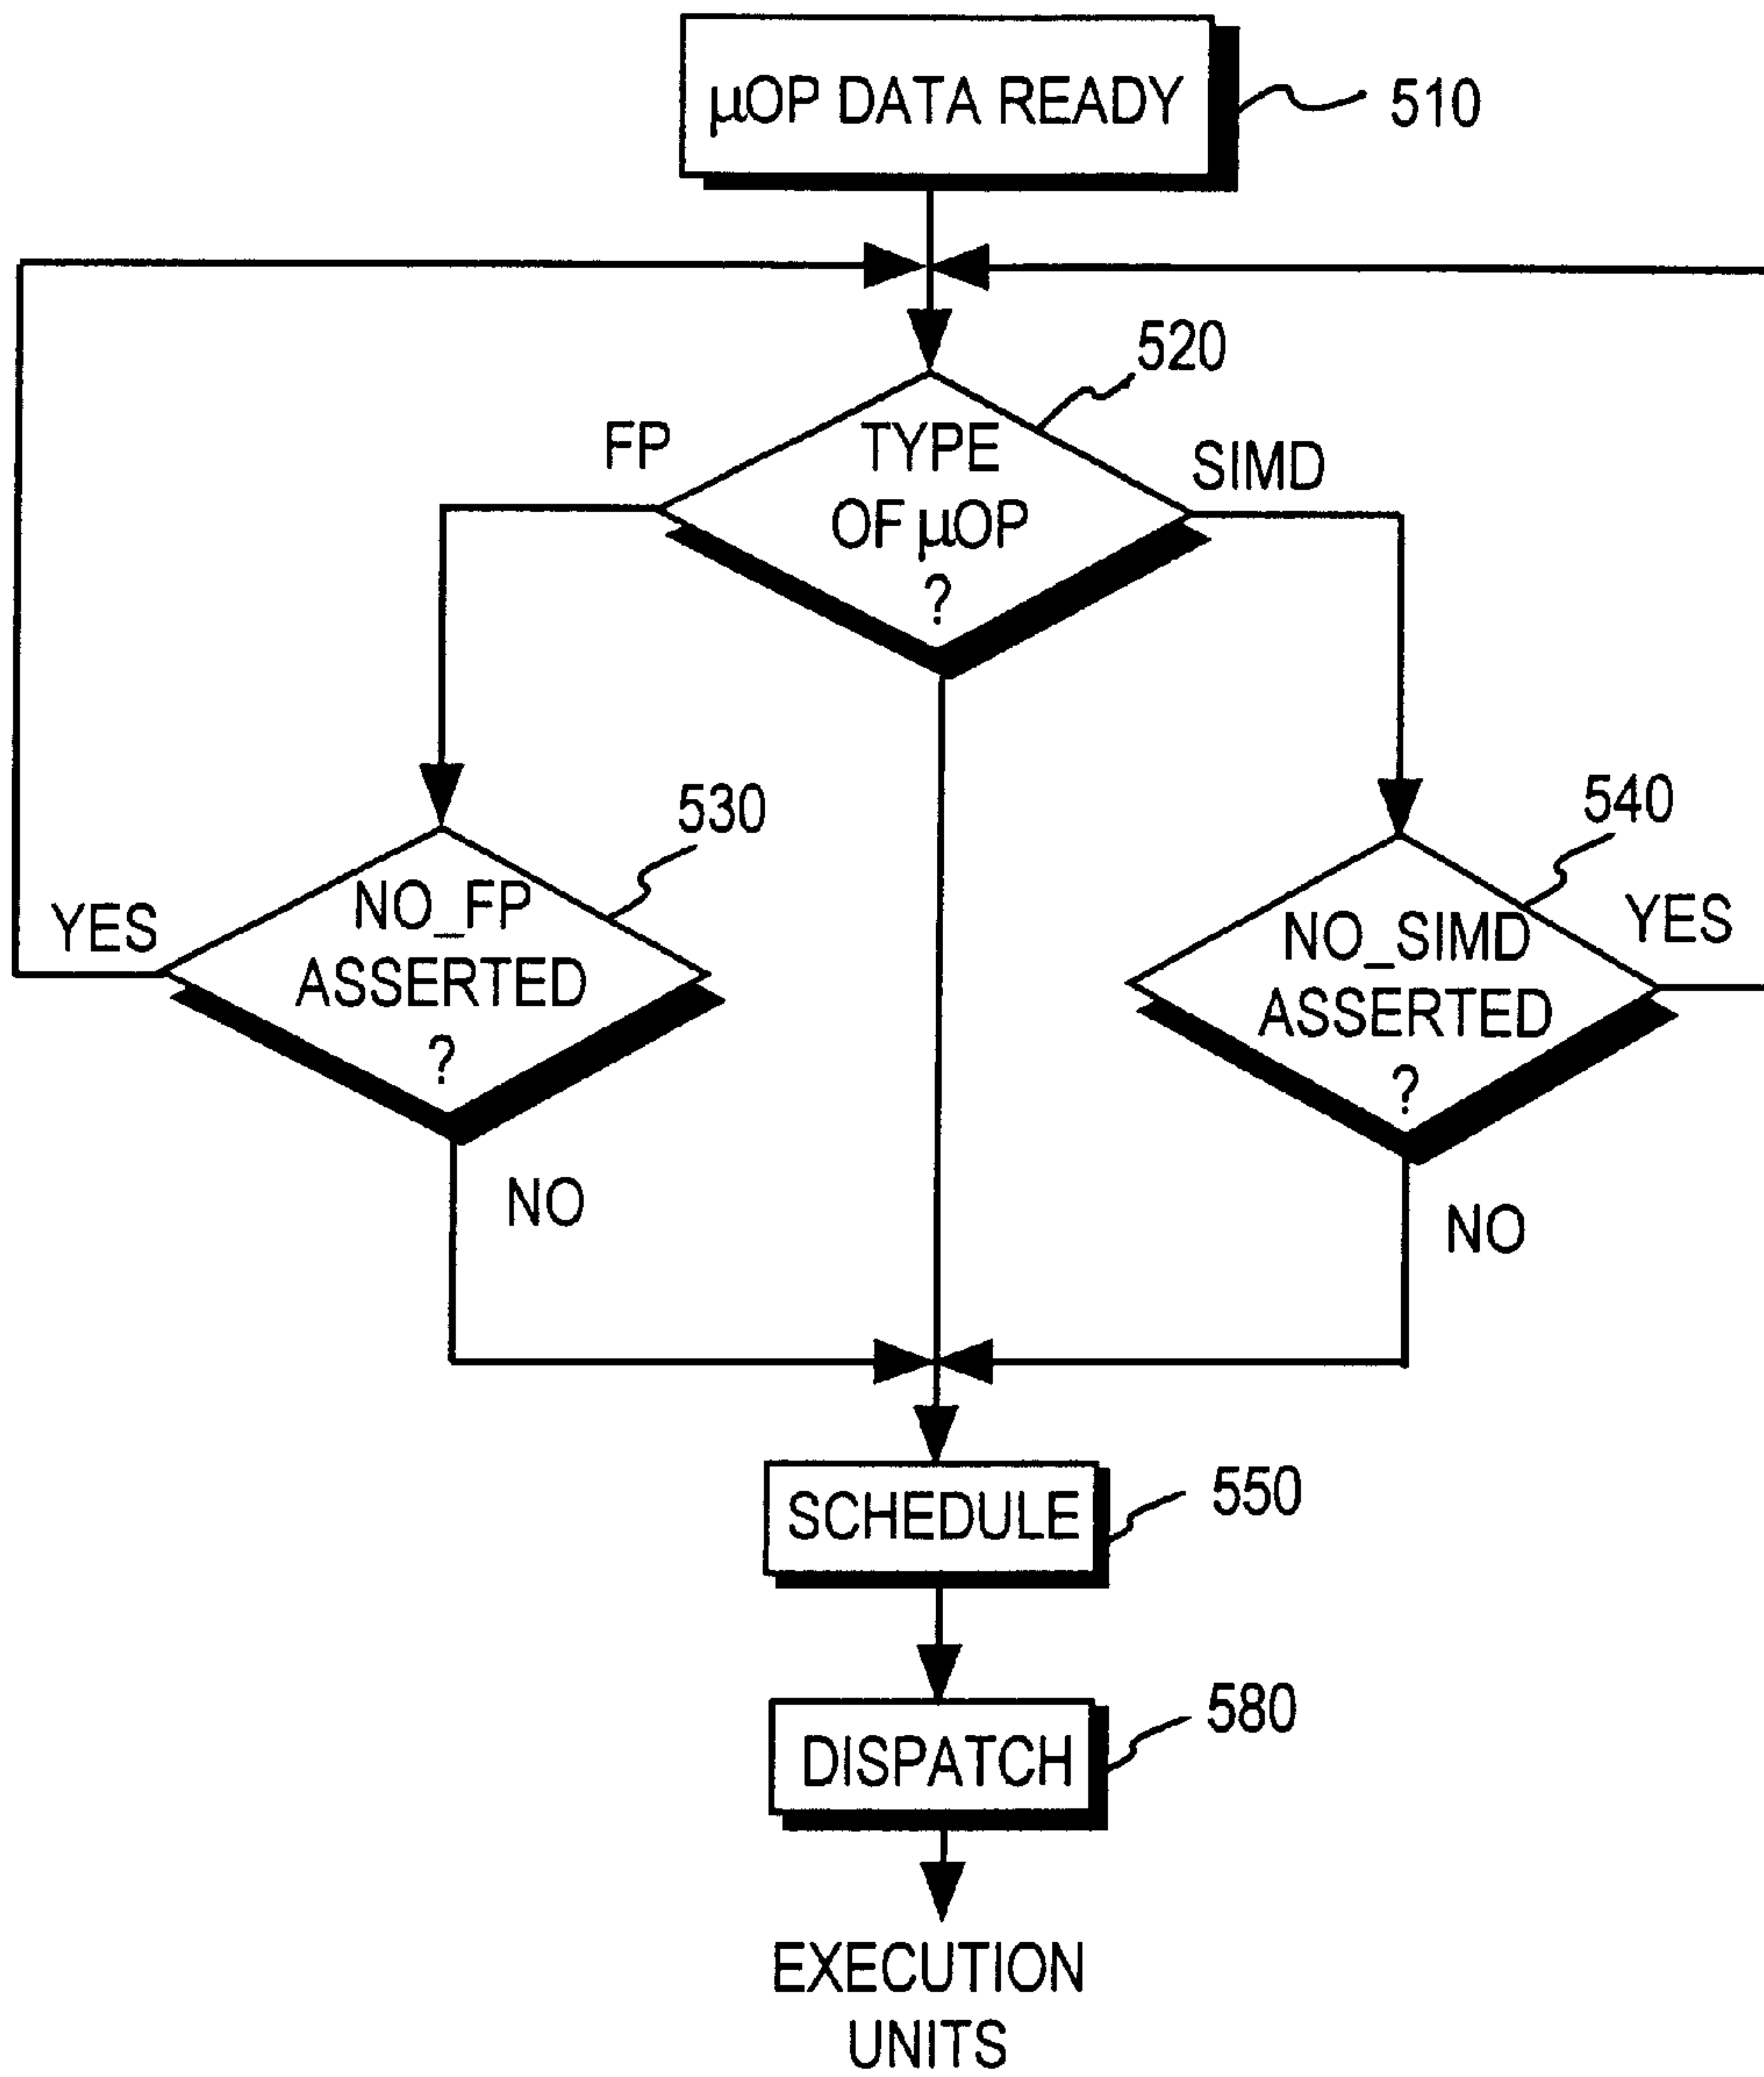 µOP DATA READY
510
520
FP
TYPE
OF µOP
?
SIMD
530
540
YES
NO_FP
ASSERTED
?
NO_SIMD
ASSERTED
?
YES
NO
NO
SCHEDULE
550
DISPATCH
580
EXECUTION
UNITS